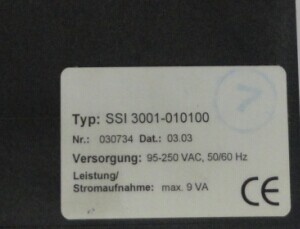 7
Typ: SSI 3001-010100
Nr.: 030734 Dat.: 03.03
Versorgung: 95-250 VAC, 50/60 Hz
Leistung/
Stromaufnahme: max. 9 VA
CE